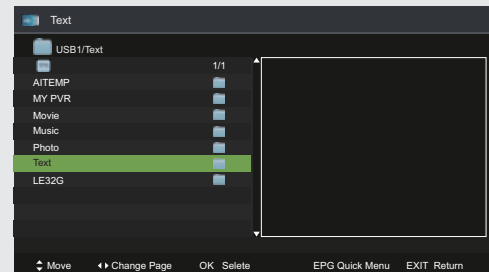 Text
USB1/Text
1/1
AITEMP
MY PVR
Movie
Music
Photo
Text
LE32G
Move Change Page OK Selete EPG Quick Menu EXIT Return